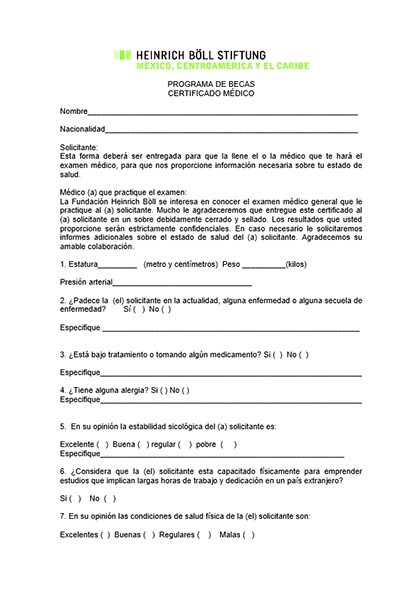 HEINRICH BÖLL STIFTUNG
MÉXICO, CENTROAMÉRICA Y EL CARIBE
PROGRAMA DE BECAS
CERTIFICADO MÉDICO
Nombre____________________________________________________
Nacionalidad________________________________________________
Solicitante:
Esta forma deberá ser entregada para que la llene el o la médico que te hará el
examen médico, para que nos proporcione información necesaria sobre tu estado de
salud.
Médico (a) que practique el examen:
La Fundación Heinrich Böll se interesa en conocer el examen médico general que le
practique al (a) solicitante. Mucho le agradeceremos que entregue este certificado al
(a) solicitante en un sobre debidamente cerrado y sellado. Los resultados que usted
proporcione serán estrictamente confidenciales. En caso necesario le solicitaremos
informes adicionales sobre el estado de salud del (a) solicitante. Agradecemos su
amable colaboración.
1. Estatura________ (metro y centímetros) Peso _________(kilos)
Presión arterial___________________________
2. ¿Padece la (el) solicitante en la actualidad, alguna enfermedad o alguna secuela de
enfermedad? Sí ( ) No ( )
Especifique _________________________________________________
3. ¿Está bajo tratamiento o tomando algún medicamento? Si ( ) No ( )
Especifique__________________________________________________
4. ¿Tiene alguna alergia? Si ( ) No ( )
Especifique__________________________________________________
5. En su opinión la estabilidad sicológica del (a) solicitante es:
Excelente ( ) Buena ( ) regular ( ) pobre ( )
Especifique_______________________________________________
6. ¿Considera que la (el) solicitante esta capacitado físicamente para emprender
estudios que implican largas horas de trabajo y dedicación en un país extranjero?
Si ( ) No ( )
7. En su opinión las condiciones de salud física de la (el) solicitante son:
Excelentes ( ) Buenas ( ) Regulares ( ) Malas ( )